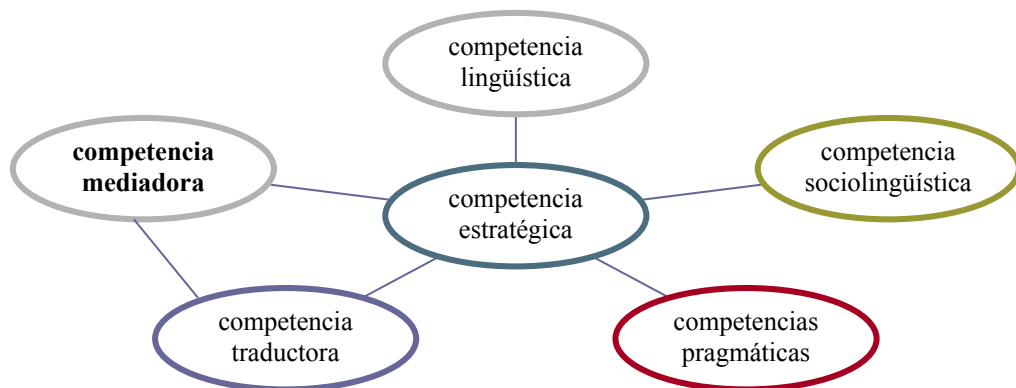 competencia
lingüística
competencia
mediadora
competencia
sociolingüística
competencia
estratégica
competencia
traductora
competencias
pragmáticas